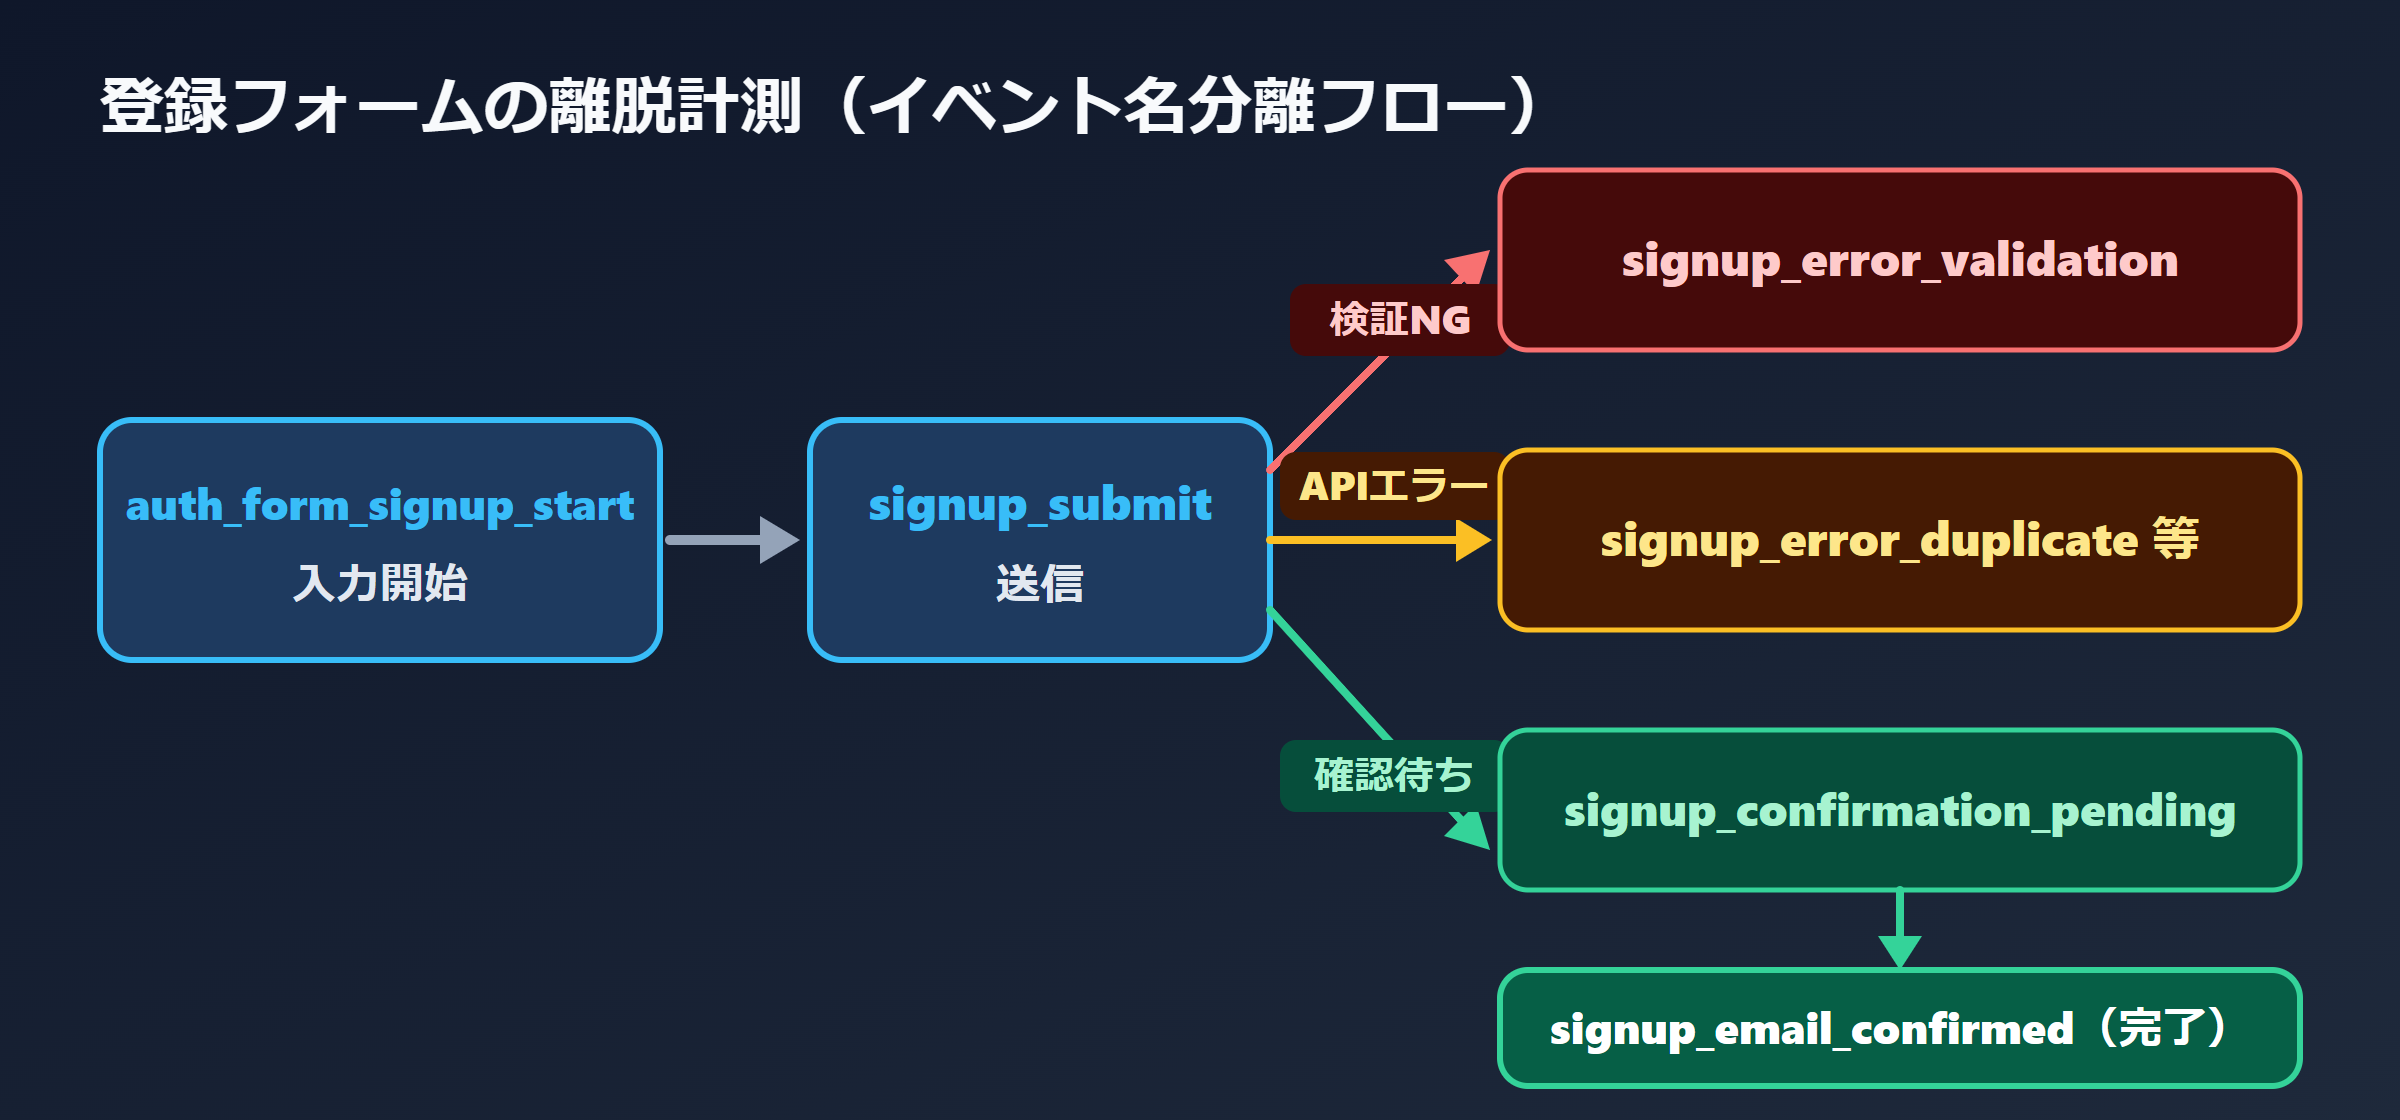 登録フォームの離脱計測（イベント名分離フロー）
auth_form_signup_start
入力開始
signup_submit
送信
検証NG
signup_error_validation
APIエラー
signup_error_duplicate 等
確認待ち
signup_confirmation_pending
signup_email_confirmed（完了）